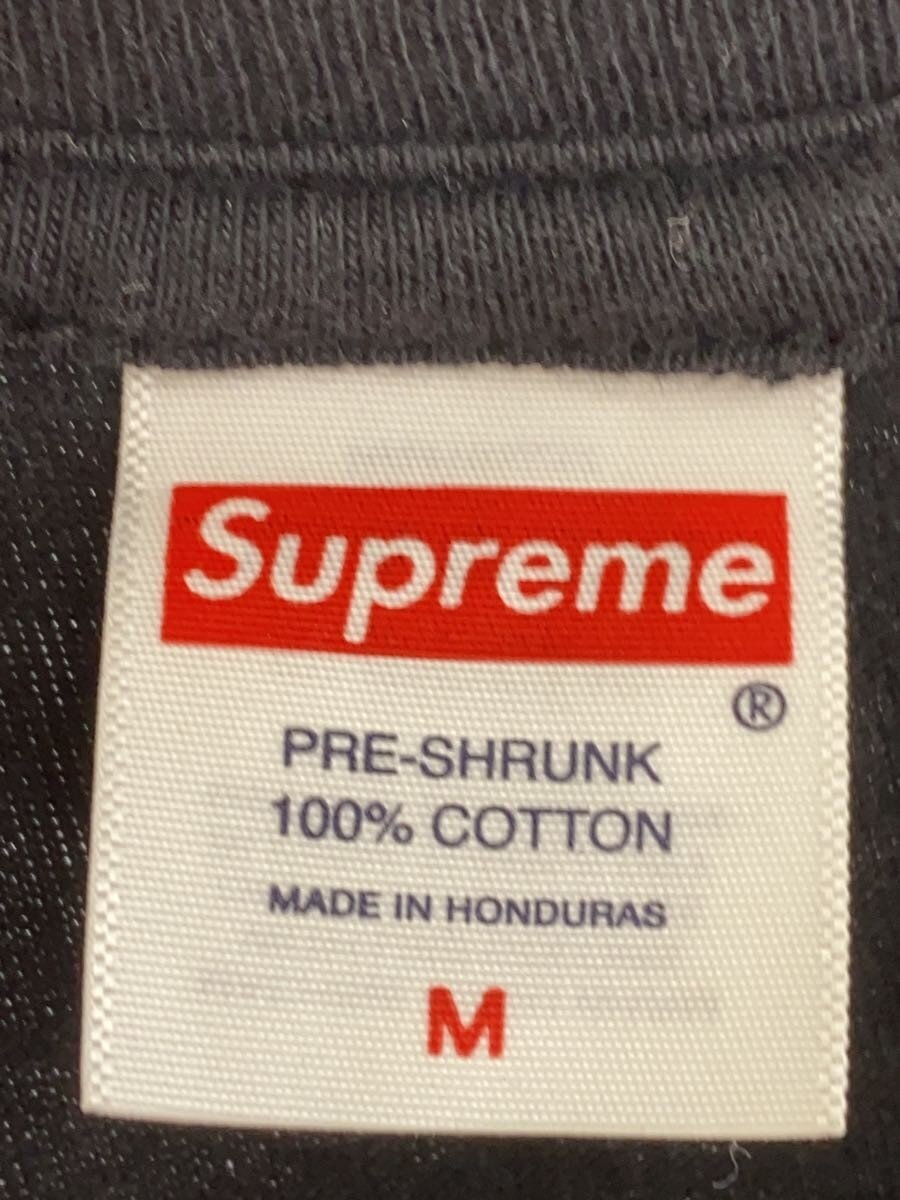 Supreme
®
PRE-SHRUNK
100% COTTON
MADE IN HONDURAS
M